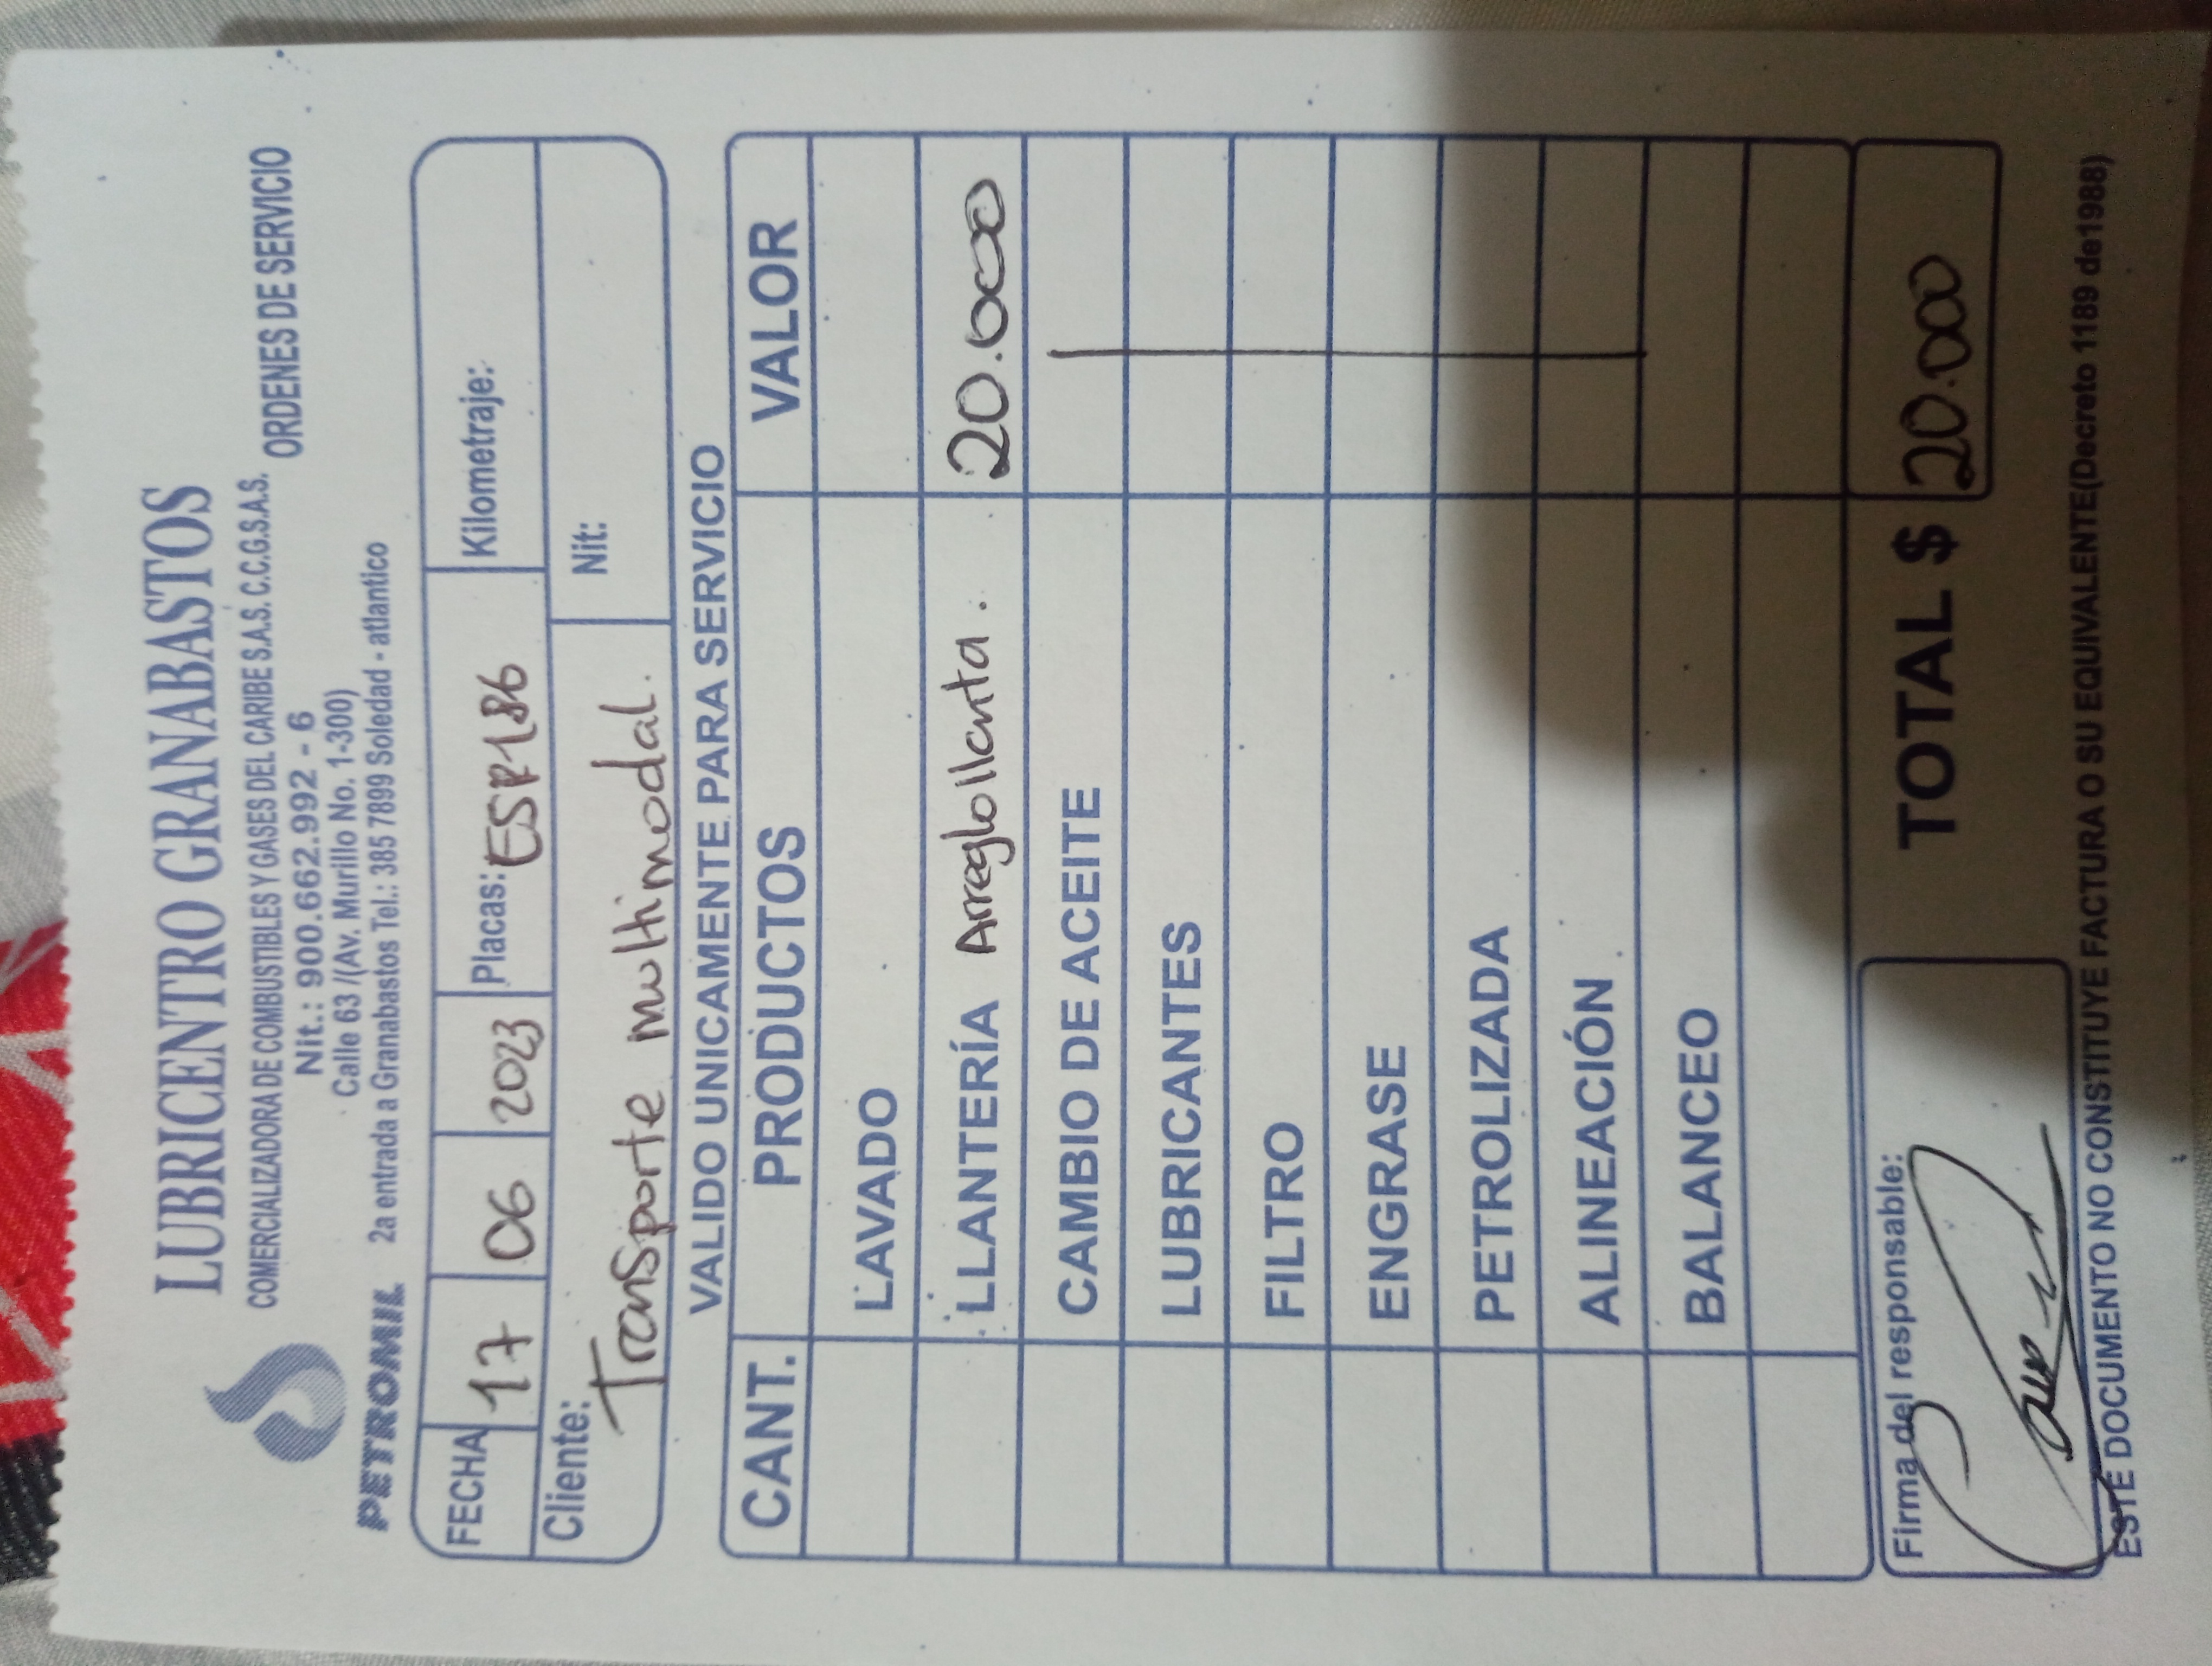 LUBRICENTRO GRANABASTOS
COMERCIALIZADORA DE COMBUSTIBLES Y GASES DEL CARIBE S.A.S. C.C.G.S.A.S.
Nit.: 900.662.992 - 6
ORDENES DE SERVICIO
Calle 63 /(Av. Murillo No. 1-300)
PETROMIL 2a entrada a Granabastos Tel.: 385 7899 Soledad - atlantico
FECHA 17 06 2023 Placas: ESR186 Kilometraje:
Cliente: Transporte multimodal. Nit:
VALIDO UNICAMENTE PARA SERVICIO
CANT. PRODUCTOS VALOR
LAVADO
LLANTERÍA Arreglo llanta. 20.000
CAMBIO DE ACEITE
LUBRICANTES
FILTRO
ENGRASE
PETROLIZADA
ALINEACIÓN
BALANCEO
Firma del responsable:
TOTAL $ 20.000
ESTE DOCUMENTO NO CONSTITUYE FACTURA O SU EQUIVALENTE(Decreto 1189 de1988)